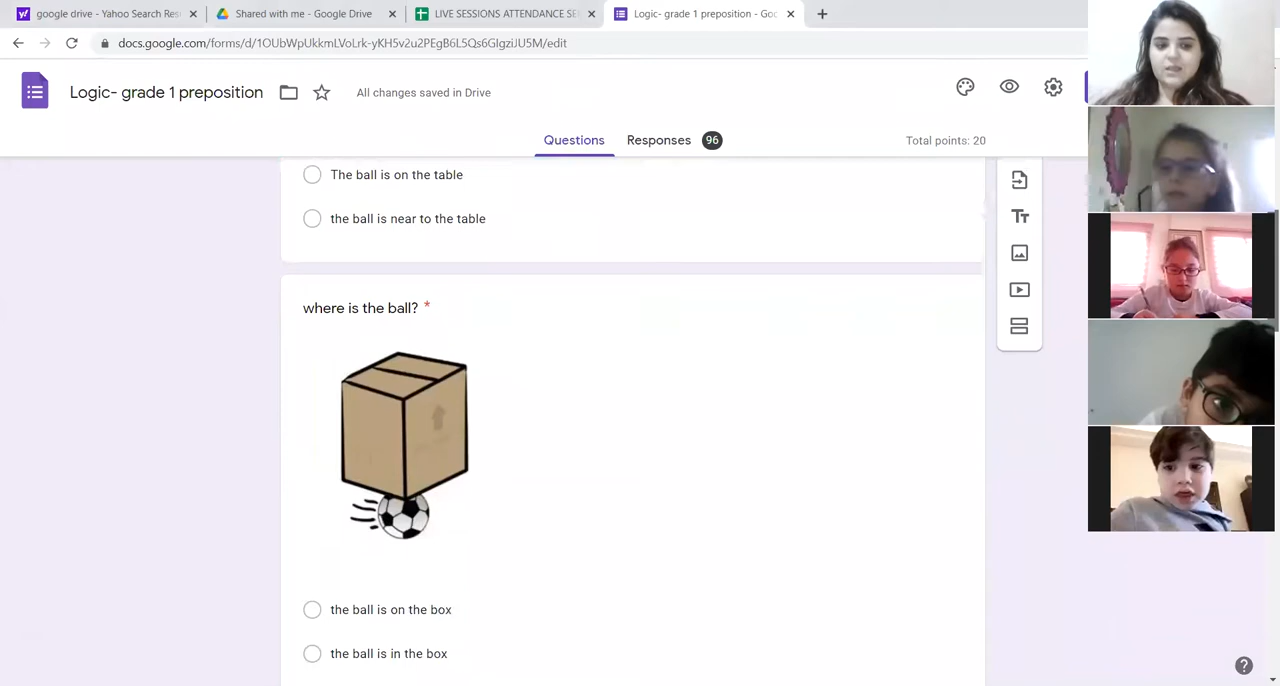 google drive - Yahoo Search Res
Shared with me - Google Drive
LIVE SESSIONS ATTENDANCE SE
Logic- grade 1 preposition - Goo
docs.google.com/forms/d/1OUbWpUkkmLVoLrk-yKH5v2u2PEgB6L5Qs6GIgziJU5M/edit
Logic- grade 1 preposition
All changes saved in Drive
Questions
Responses 96
Total points: 20
The ball is on the table
the ball is near to the table
where is the ball? *
the ball is on the box
the ball is in the box